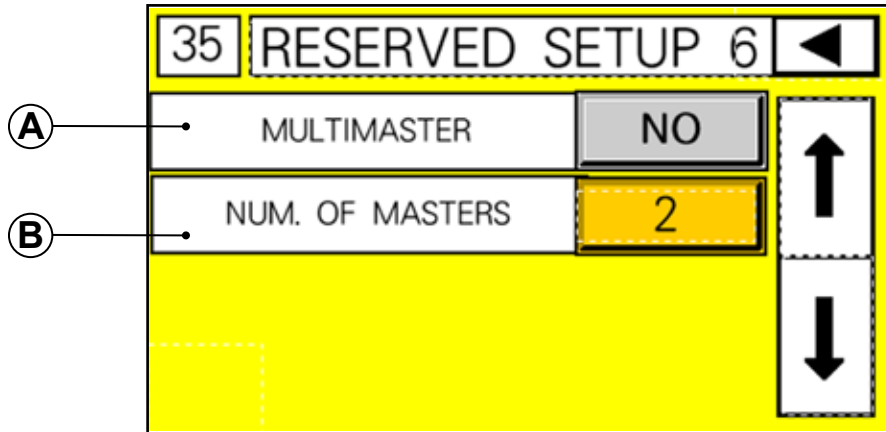 35 RESERVED SETUP 6
A MULTIMASTER NO
B NUM. OF MASTERS 2